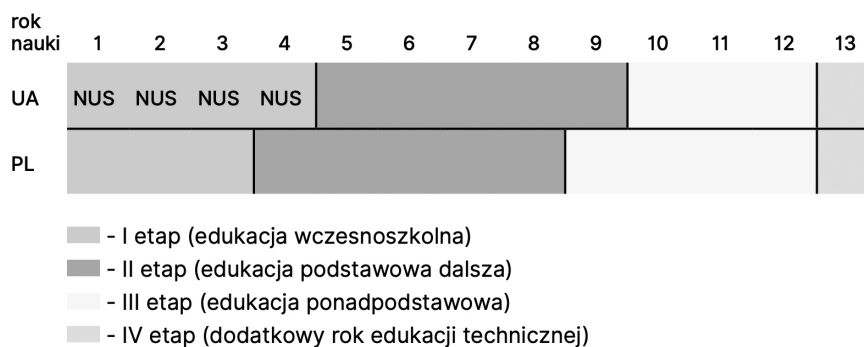 rok
nauki 1 2 3 4 5 6 7 8 9 10 11 12 13
UA NUS NUS NUS NUS
PL
- I etap (edukacja wczesnoszkolna)
- II etap (edukacja podstawowa dalsza)
- III etap (edukacja ponadpodstawowa)
- IV etap (dodatkowy rok edukacji technicznej)